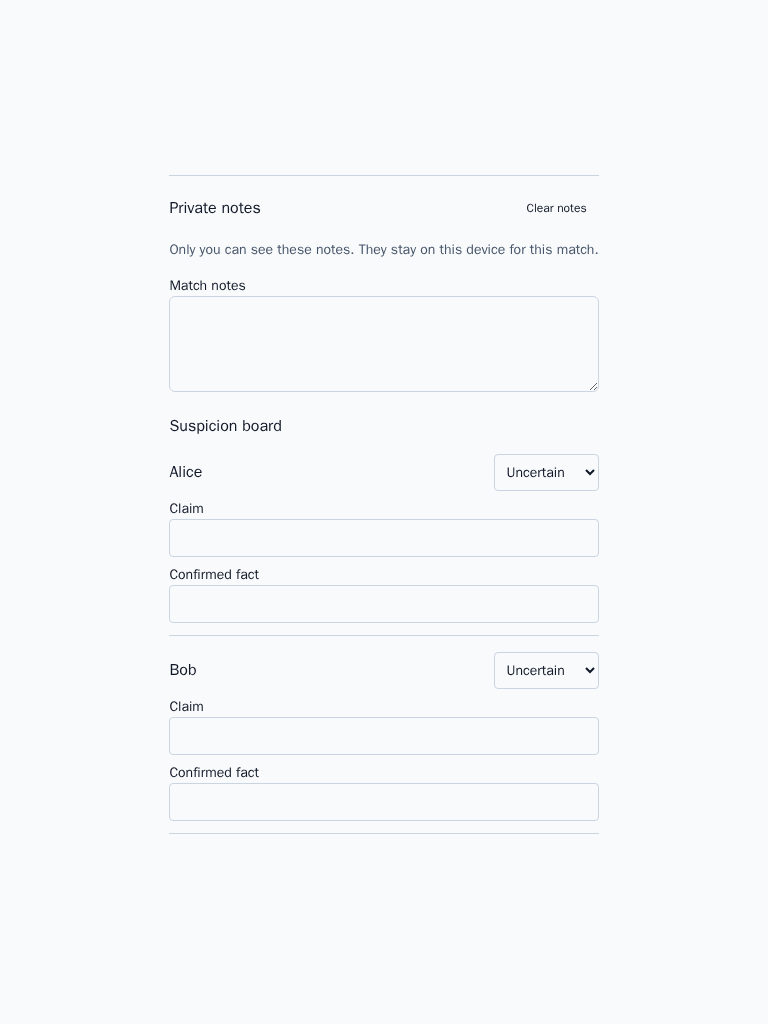 Private notes
Clear notes
Only you can see these notes. They stay on this device for this match.
Match notes
Suspicion board
Alice
Uncertain
Claim
Confirmed fact
Bob
Uncertain
Claim
Confirmed fact